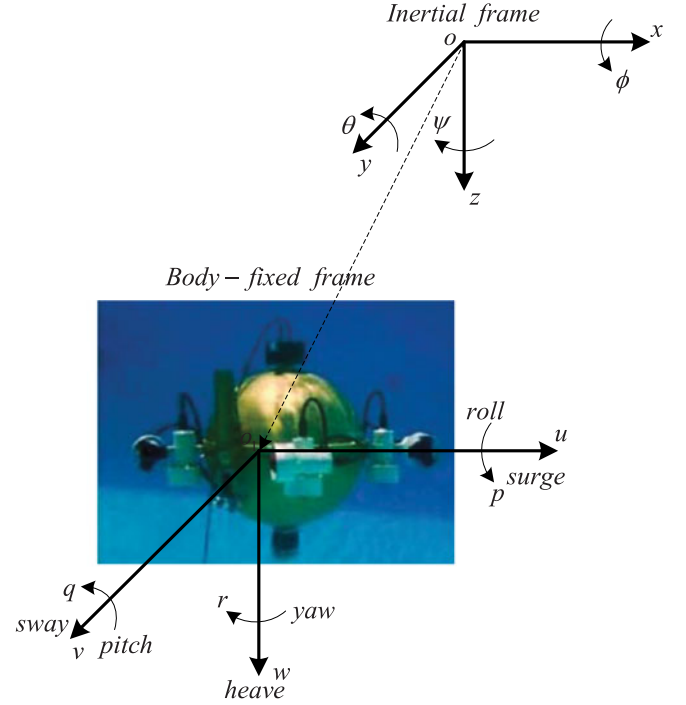 Inertial frame
o
x
ϕ
θ
ψ
y
z
Body – fixed frame
o
roll
u
p
surge
q
r
yaw
sway
v
pitch
w
heave